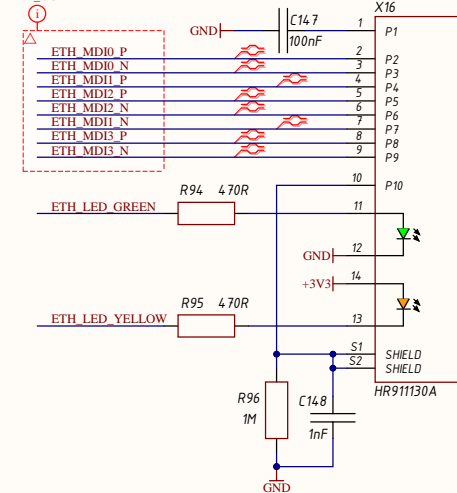 X16
i
C147
GND
1
P1
100nF
ETH_MDI0_P
2
P2
ETH_MDI0_N
3
P3
ETH_MDI1_P
4
P4
ETH_MDI2_P
5
P5
ETH_MDI2_N
6
P6
ETH_MDI1_N
7
P7
ETH_MDI3_P
8
P8
ETH_MDI3_N
9
P9
10
P10
R94 470R
ETH_LED_GREEN
11
GND
12
+3V3
14
R95 470R
ETH_LED_YELLOW
13
S1
SHIELD
S2
SHIELD
HR911130A
R96
1M
C148
1nF
GND